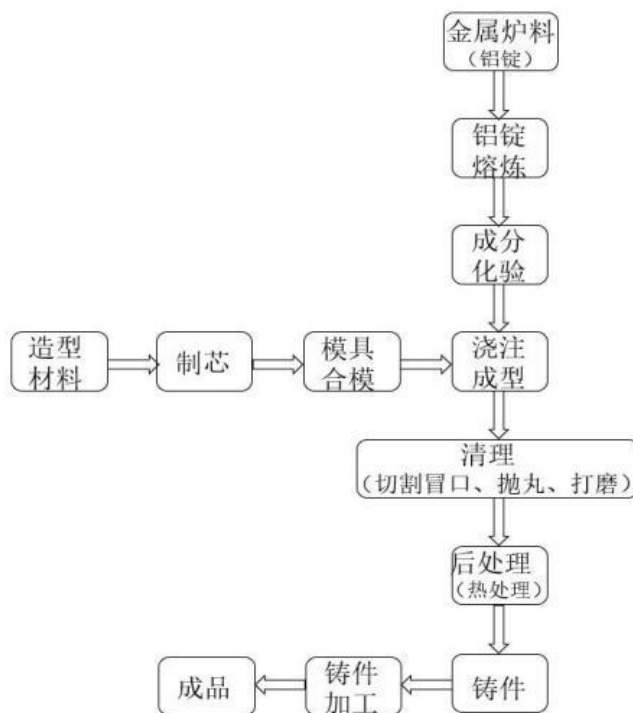 金属炉料
（铝锭）
铝锭
熔炼
成分
化验
造型
材料
制芯
模具
合模
浇注
成型
清理
（切割冒口、抛丸、打磨）
后处理
（热处理）
成品
铸件
加工
铸件